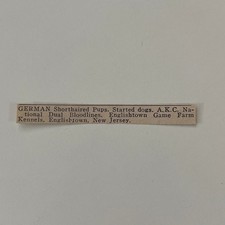 GERMAN Shorthaired Pups. Started dogs. A.K.C. Na-
tional Dual Bloodlines. Englishtown Game Farm
Kennels, Englishtown, New Jersey.